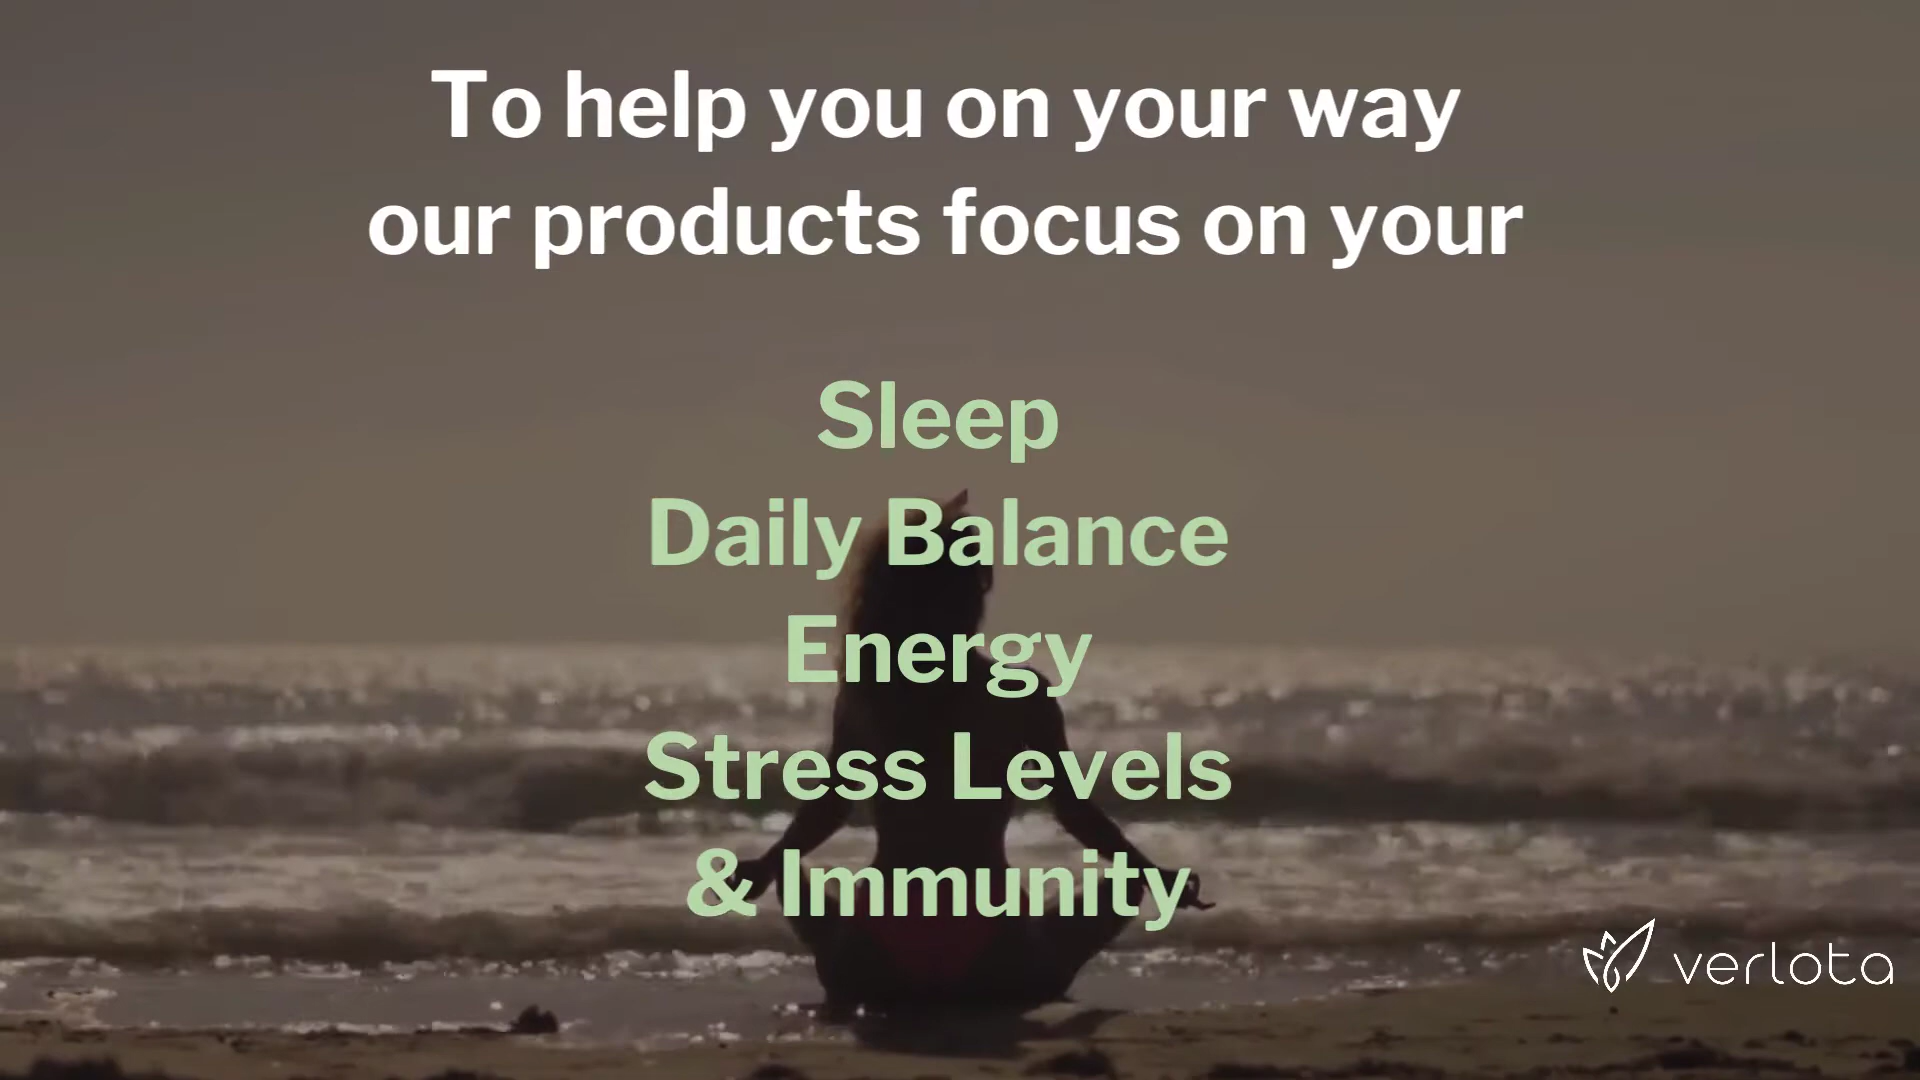 To help you on your way
our products focus on your
Sleep
Daily Balance
Energy
Stress Levels
& Immunity
verlota